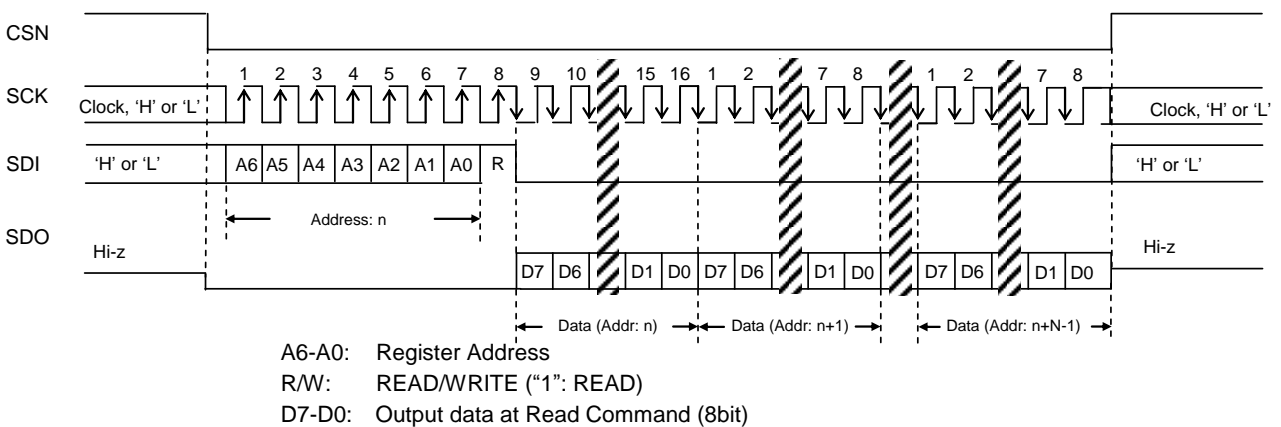 CSN
1 2 3 4 5 6 7 8 9 10 15 16 1 2 7 8 1 2 7 8
SCK
Clock, 'H' or 'L'
Clock, 'H' or 'L'
SDI
'H' or 'L'
A6 A5 A4 A3 A2 A1 A0 R
'H' or 'L'
Address: n
SDO
Hi-z
Hi-z
D7 D6 D1 D0 D7 D6 D1 D0 D7 D6 D1 D0
Data (Addr: n) Data (Addr: n+1) Data (Addr: n+N-1)
A6-A0: Register Address
R/W: READ/WRITE (“1”: READ)
D7-D0: Output data at Read Command (8bit)